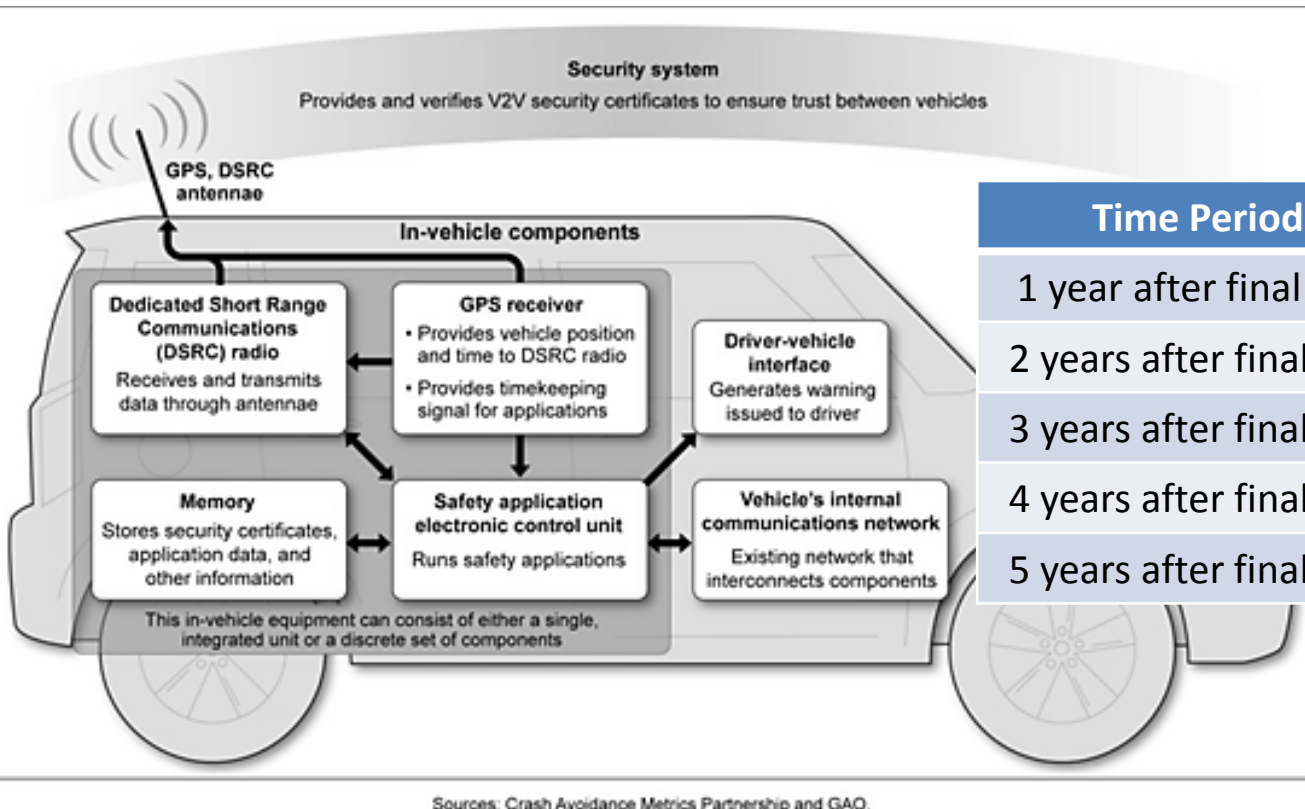 Security system
Provides and verifies V2V security certificates to ensure trust between vehicles
GPS, DSRC
antennae
In-vehicle components
Dedicated Short Range
Communications
(DSRC) radio
Receives and transmits
data through antennae
GPS receiver
• Provides vehicle position
and time to DSRC radio
• Provides timekeeping
signal for applications
Driver-vehicle
interface
Generates warning
issued to driver
Memory
Stores security certificates,
application data, and
other information
Safety application
electronic control unit
Runs safety applications
Vehicle's internal
communications network
Existing network that
interconnects components
This in-vehicle equipment can consist of either a single,
integrated unit or a discrete set of components
Time Period
1 year after final
2 years after final
3 years after final
4 years after final
5 years after final
Sources: Crash Avoidance Metrics Partnership and GAO.